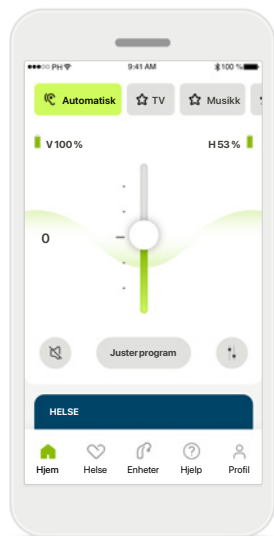 PH 9:41 AM 100 %
Automatisk TV Musikk
V 100 % H 53 %
0
Juster program
HELSE
Hjem Helse Enheter Hjelp Profil